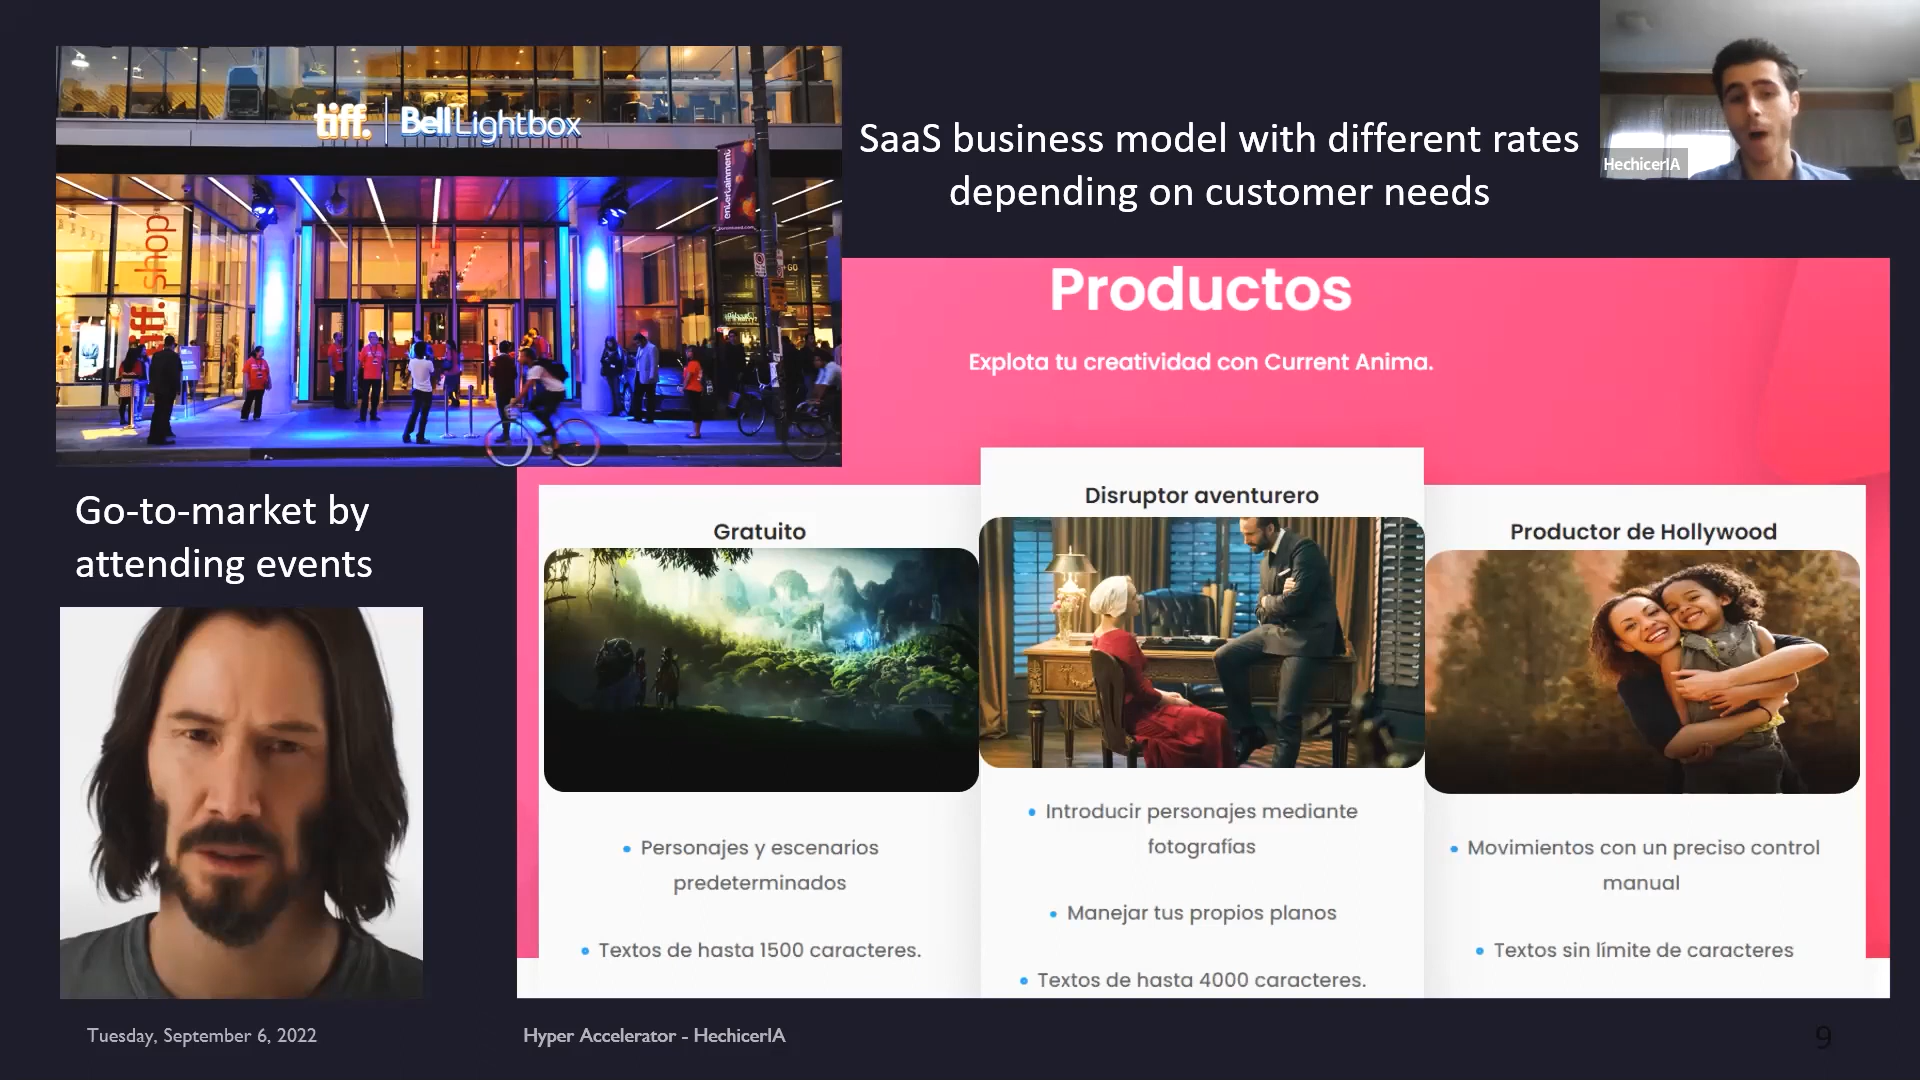 tiff. | Bell Lightbox
tiff. shop
entertainment
SaaS business model with different rates
depending on customer needs
HechicerIA
Go-to-market by
attending events
Productos
Explota tu creatividad con Current Anima.
Gratuito
Personajes y escenarios
predeterminados
Textos de hasta 1500 caracteres.
Disruptor aventurero
Introducir personajes mediante
fotografías
Manejar tus propios planos
Textos de hasta 4000 caracteres.
Productor de Hollywood
Movimientos con un preciso control
manual
Textos sin límite de caracteres
Tuesday, September 6, 2022
Hyper Accelerator - HechicerIA
9